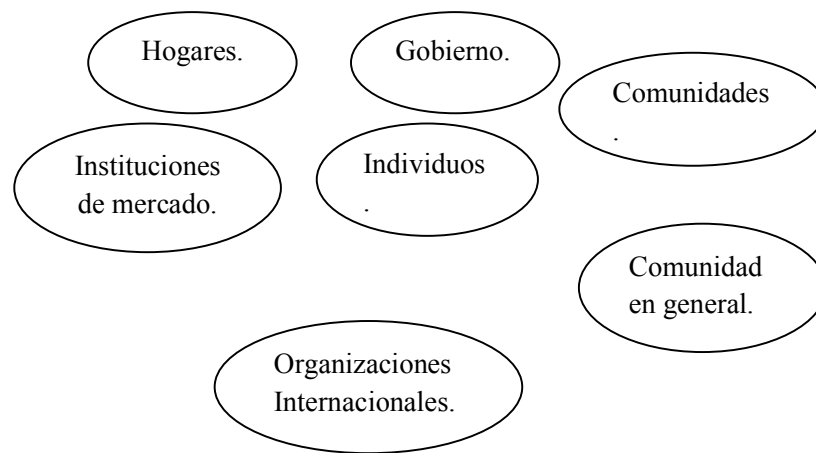 Hogares.
Gobierno.
Comunidades
.
Instituciones
de mercado.
Individuos
.
Comunidad
en general.
Organizaciones
Internacionales.